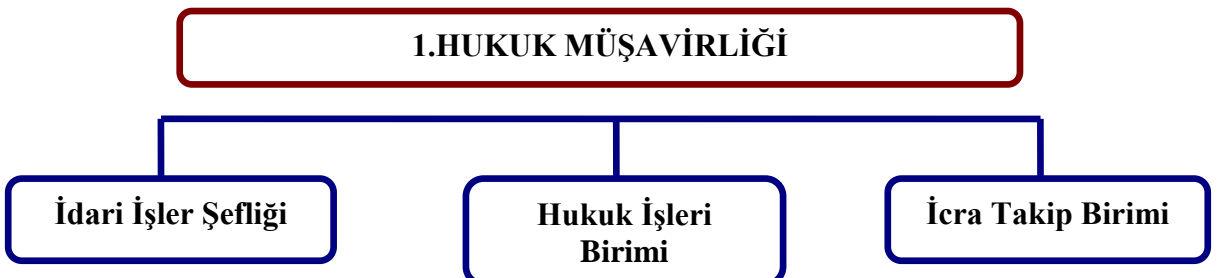 1.HUKUK MÜŞAVİRLİĞİ
İdari İşler Şefliği
Hukuk İşleri
Birimi
İcra Takip Birimi